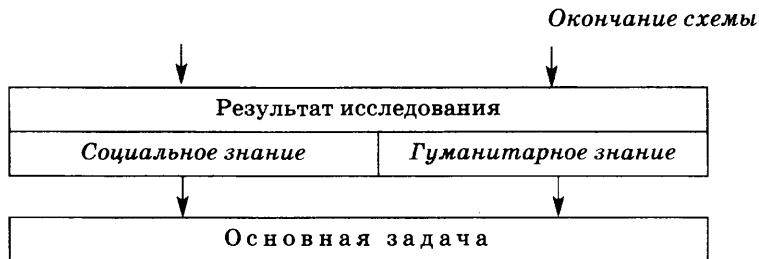 Окончание схемы
Результат исследования
Социальное знание Гуманитарное знание
Основная задача